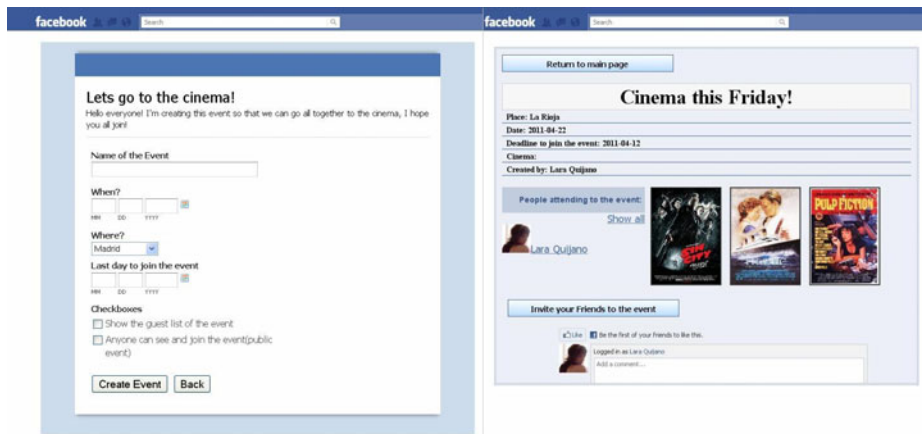 facebook
Search
Lets go to the cinema!
Hello everyone! I'm creating this event so that we can go all together to the cinema, I hope
you all join!
Name of the Event
When?
MM DD YYYY
Where?
Madrid
Last day to join the event
MM DD YYYY
Checkboxes
Show the guest list of the event
Anyone can see and join the event(public
event)
Create Event Back
facebook
Search
Return to main page
Cinema this Friday!
Place: La Rioja
Date: 2011-04-22
Deadline to join the event: 2011-04-12
Cinema:
Created by: Lara Quijano
People attending to the event:
Show all
Lara Quijano
SIN
CITY
PULP FICTION
Invite your Friends to the event
Like Be the first of your friends to like this.
Logged in as Lara Quijano
Add a comment...